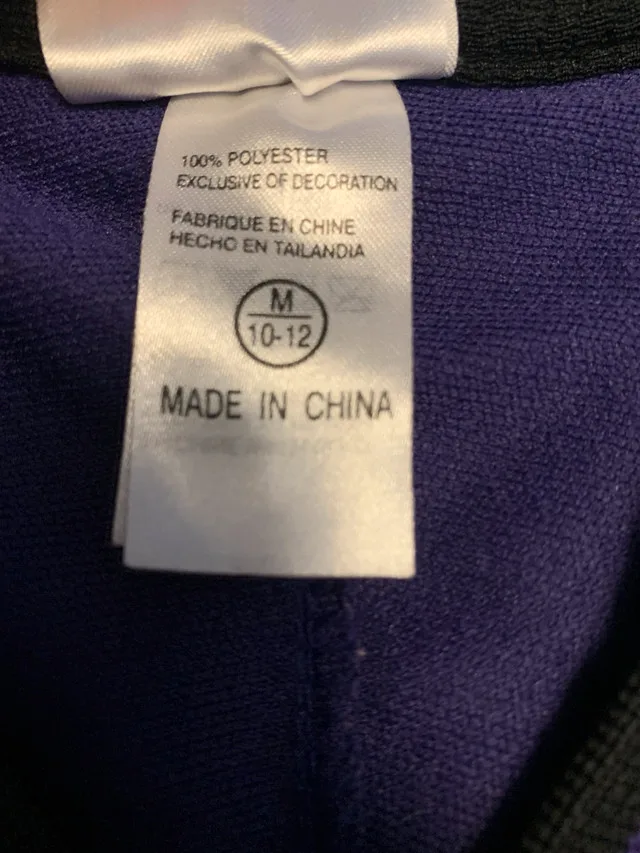 100% POLYESTER
EXCLUSIVE OF DECORATION
FABRIQUE EN CHINE
HECHO EN TAILANDIA
M
10-12
MADE IN CHINA